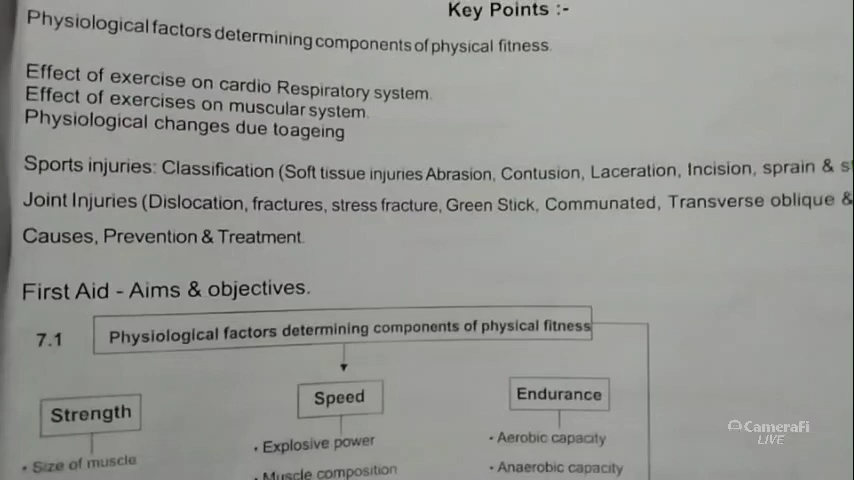 Key Points :-
Physiological factors determining components of physical fitness.
Effect of exercise on cardio Respiratory system.
Effect of exercises on muscular system.
Physiological changes due toageing
Sports injuries: Classification (Soft tissue injuries Abrasion, Contusion, Laceration, Incision, sprain &
Joint Injuries (Dislocation, fractures, stress fracture, Green Stick, Communated, Transverse oblique &
Causes, Prevention & Treatment.
First Aid - Aims & objectives.
7.1 Physiological factors determining components of physical fitness
Strength Speed Endurance
• Size of muscle • Explosive power • Aerobic capacity
• Muscle composition • Anaerobic capacity
CameraFi
LIVE